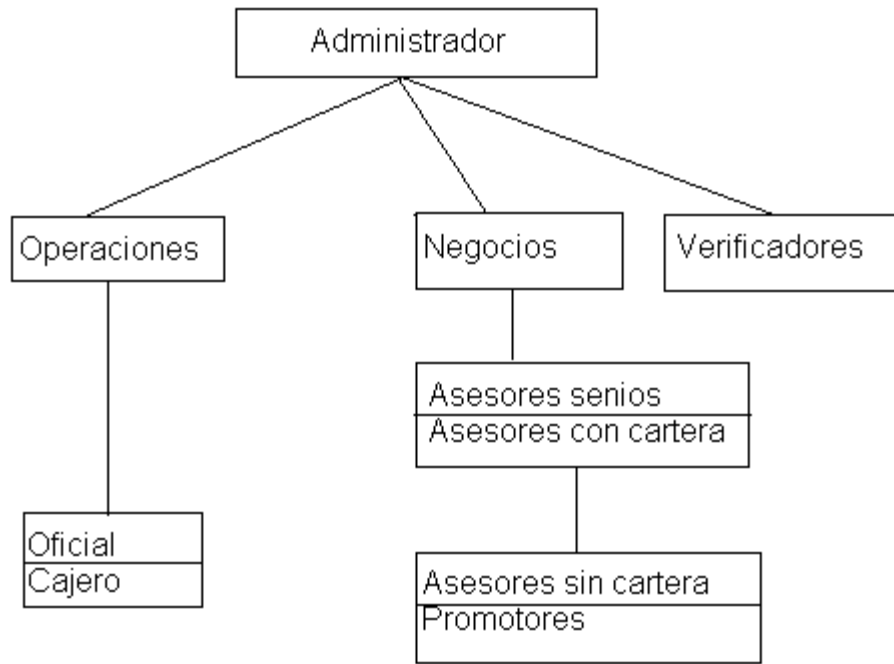 Administrador
Operaciones
Negocios
Verificadores
Asesores senios
Asesores con cartera
Oficial
Cajero
Asesores sin cartera
Promotores